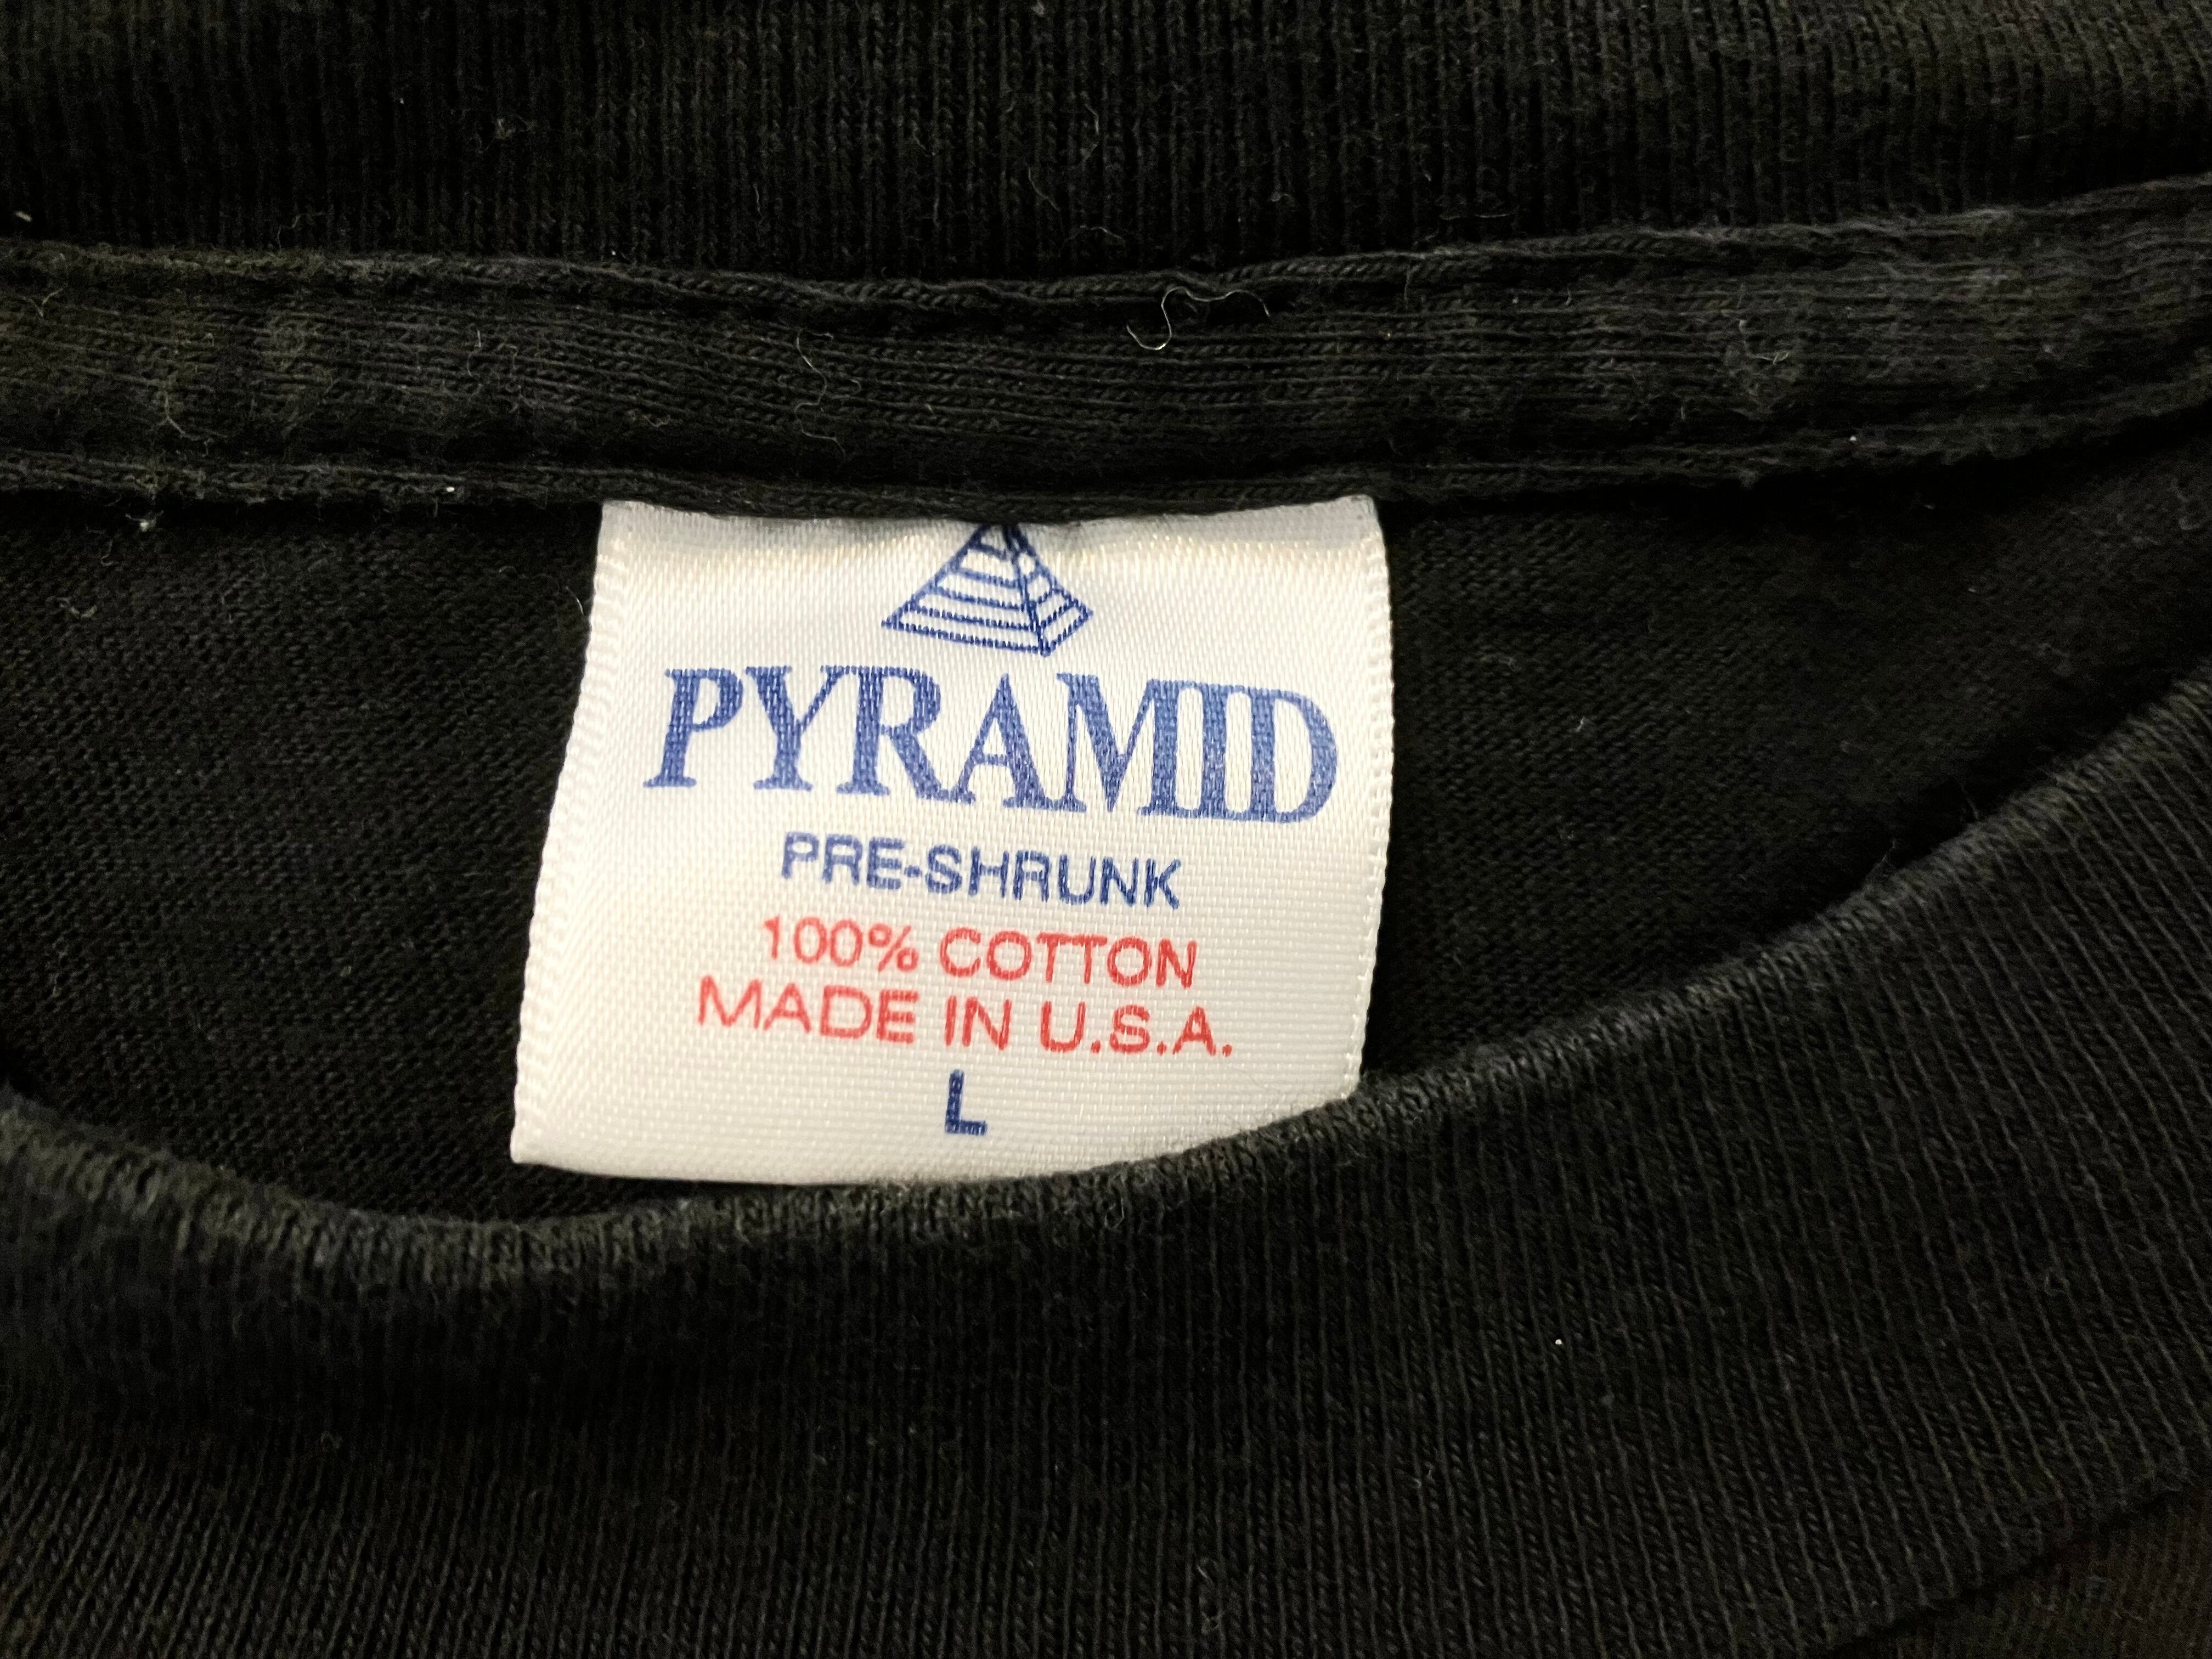 PYRAMID
PRE-SHRUNK
100% COTTON
MADE IN U.S.A.
L